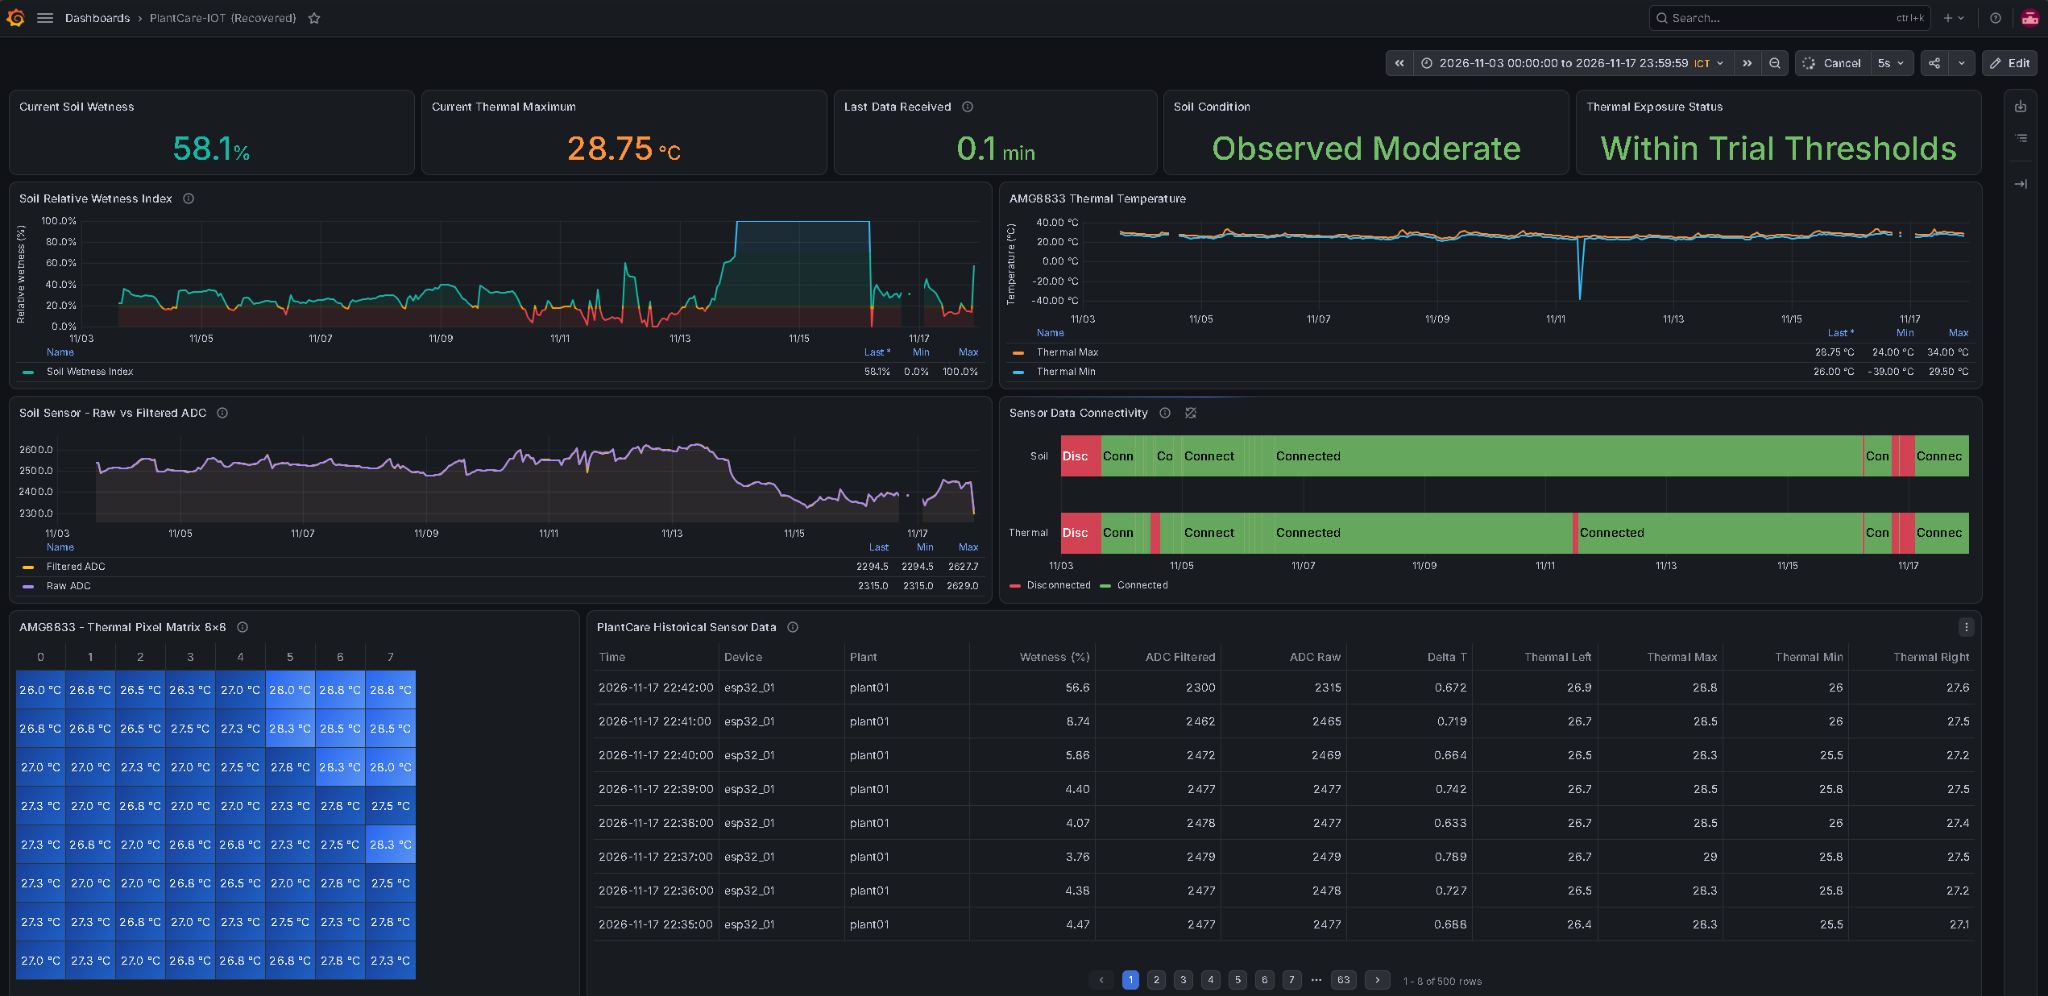 Dashboards › PlantCare-IOT (Recovered)
Search... ctrl+k
2026-11-03 00:00:00 to 2026-11-17 23:59:59 ICT
Cancel 5s
Edit
Current Soil Wetness
58.1%
Current Thermal Maximum
28.75 °C
Last Data Received
0.1 min
Soil Condition
Observed Moderate
Thermal Exposure Status
Within Trial Thresholds
Soil Relative Wetness Index
Relative wetness (%)
100.0%
80.0%
60.0%
40.0%
20.0%
0.0%
11/03 11/05 11/07 11/09 11/11 11/13 11/15 11/17
Name Last * Min Max
Soil Wetness Index 58.1% 0.0% 100.0%
AMG8833 Thermal Temperature
Temperature (°C)
40.00 °C
20.00 °C
0.00 °C
-20.00 °C
-40.00 °C
11/03 11/05 11/07 11/09 11/11 11/13 11/15 11/17
Name Last * Min Max
Thermal Max 28.75 °C 24.00 °C 34.00 °C
Thermal Min 26.00 °C -39.00 °C 29.50 °C
Soil Sensor - Raw vs Filtered ADC
2600.0
2500.0
2400.0
2300.0
11/03 11/05 11/07 11/09 11/11 11/13 11/15 11/17
Name Last Min Max
Filtered ADC 2294.5 2294.5 2627.7
Raw ADC 2315.0 2315.0 2629.0
Sensor Data Connectivity
Soil Disc Conn Co Connect Connected Con Connec
Thermal Disc Conn Connect Connected Connected Con Connec
11/03 11/05 11/07 11/09 11/11 11/13 11/15 11/17
Disconnected Connected
AMG8833 - Thermal Pixel Matrix 8×8
0 1 2 3 4 5 6 7
26.0 °C 26.8 °C 26.5 °C 26.3 °C 27.0 °C 28.0 °C 28.8 °C 28.8 °C
26.8 °C 26.8 °C 26.5 °C 27.5 °C 27.3 °C 28.3 °C 28.5 °C 28.5 °C
27.0 °C 27.0 °C 27.3 °C 27.0 °C 27.5 °C 27.8 °C 28.3 °C 28.0 °C
27.3 °C 27.0 °C 26.8 °C 27.0 °C 27.0 °C 27.3 °C 27.8 °C 27.5 °C
27.3 °C 26.8 °C 27.0 °C 26.8 °C 26.8 °C 27.3 °C 27.5 °C 28.3 °C
27.3 °C 27.0 °C 27.0 °C 26.8 °C 26.5 °C 27.0 °C 27.8 °C 27.5 °C
27.3 °C 27.3 °C 26.8 °C 27.0 °C 27.3 °C 27.5 °C 27.3 °C 27.8 °C
27.0 °C 27.3 °C 27.0 °C 26.8 °C 26.8 °C 26.8 °C 27.8 °C 27.3 °C
PlantCare Historical Sensor Data
Time Device Plant Wetness (%) ADC Filtered ADC Raw Delta T Thermal Left Thermal Max Thermal Min Thermal Right
2026-11-17 22:42:00 esp32_01 plant01 56.6 2300 2315 0.672 26.9 28.8 26 27.6
2026-11-17 22:41:00 esp32_01 plant01 8.74 2462 2465 0.719 26.7 28.5 26 27.5
2026-11-17 22:40:00 esp32_01 plant01 5.86 2472 2469 0.664 26.5 28.3 25.5 27.2
2026-11-17 22:39:00 esp32_01 plant01 4.40 2477 2477 0.742 26.7 28.5 25.8 27.5
2026-11-17 22:38:00 esp32_01 plant01 4.07 2478 2477 0.633 26.7 28.5 26 27.4
2026-11-17 22:37:00 esp32_01 plant01 3.76 2479 2479 0.789 26.7 29 25.8 27.5
2026-11-17 22:36:00 esp32_01 plant01 4.38 2477 2478 0.727 26.5 28.3 25.8 27.2
2026-11-17 22:35:00 esp32_01 plant01 4.47 2477 2477 0.688 26.4 28.3 25.5 27.1
‹ 1 2 3 4 5 6 7 ··· 63 › 1 - 8 of 500 rows